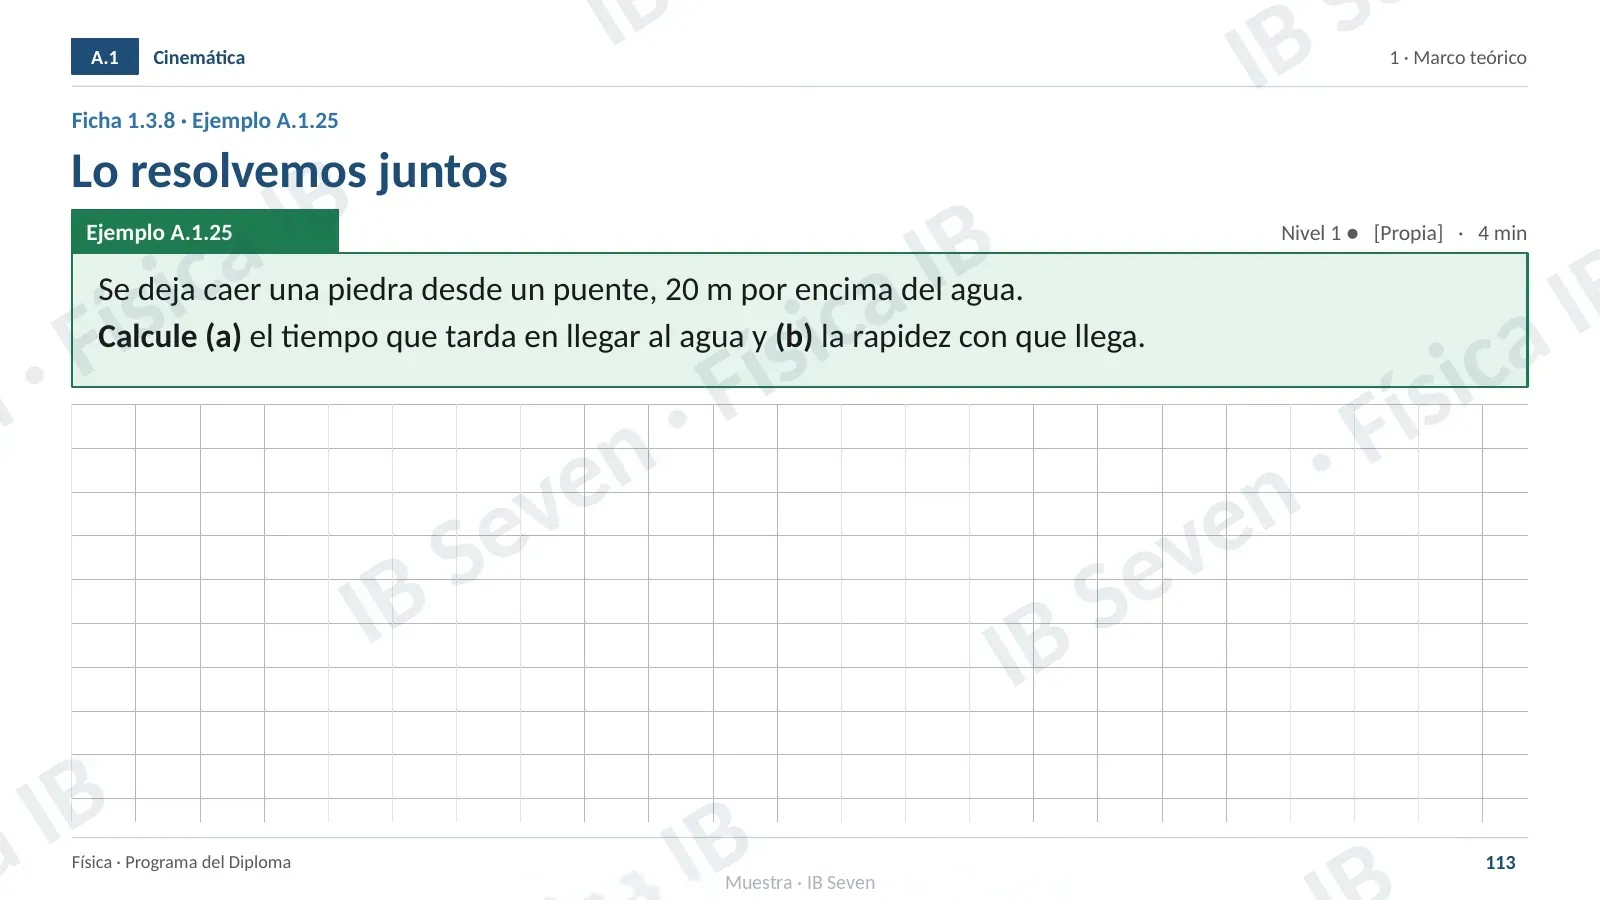 A.1 Cinemática 1 · Marco teórico
Ficha 1.3.8 · Ejemplo A.1.25
Lo resolvemos juntos
Ejemplo A.1.25 Nivel 1 ● [Propia] · 4 min
Se deja caer una piedra desde un puente, 20 m por encima del agua.
Calcule (a) el tiempo que tarda en llegar al agua y (b) la rapidez con que llega.
IB Seven · Física IB
IB Seven · Física IB
Física · Programa del Diploma 113
Muestra · IB Seven